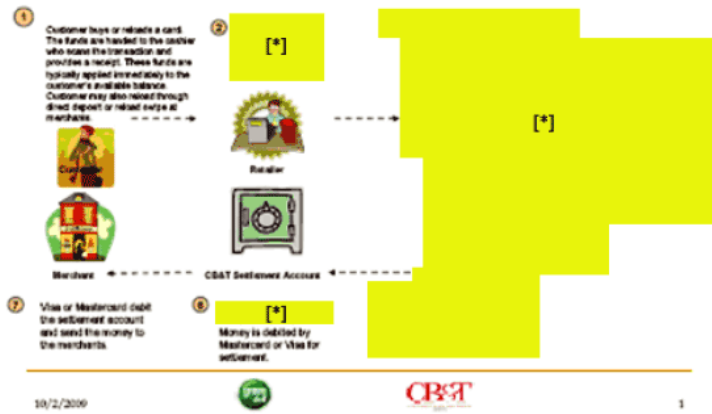 1
Customer buys or reloads a card.
The funds are handed to the cashier
who scans the transaction and
provides a receipt. These funds are
typically applied immediately to the
customer's available balance.
Customer may also reload through
direct deposit or reload swipe at
merchants.
2
[*]
[*]
Customer
Retailer
Merchant
CB&T Settlement Account
7
Visa or Mastercard debit
the settlement account
and send the money to
the merchants.
6
[*]
Money is debited by
Mastercard or Visa for
settlement.
10/2/2009
CB&T
1